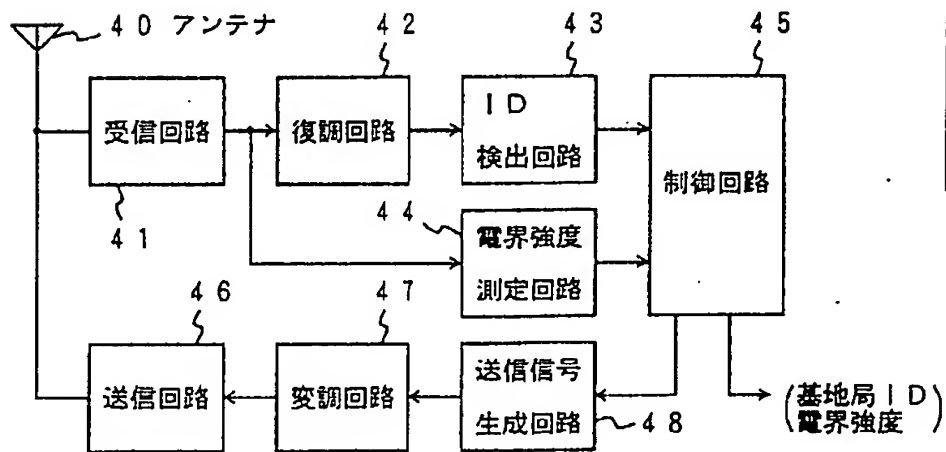 40 アンテナ
42
43
45
受信回路
復調回路
ID
検出回路
制御回路
41
44
電界強度
測定回路
46
47
送信回路
変調回路
送信信号
生成回路
48
(基地局ID
(電界強度 )